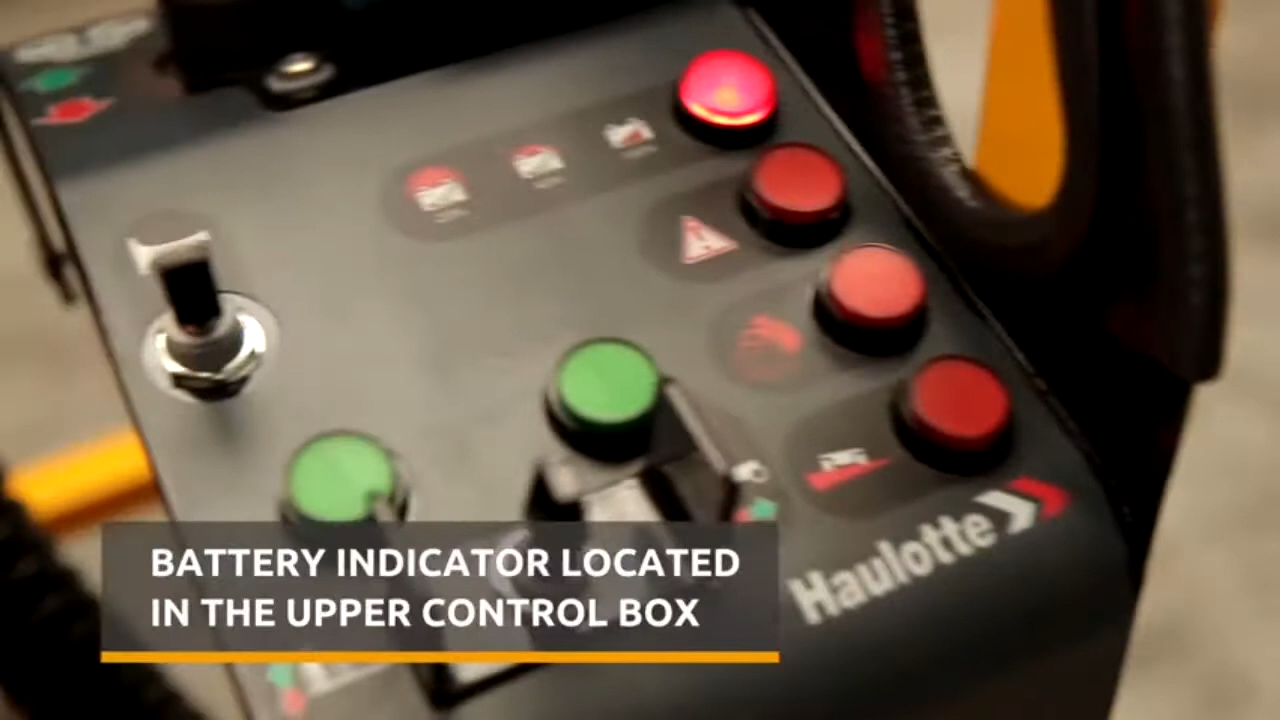 Haulotte
BATTERY INDICATOR LOCATED
IN THE UPPER CONTROL BOX